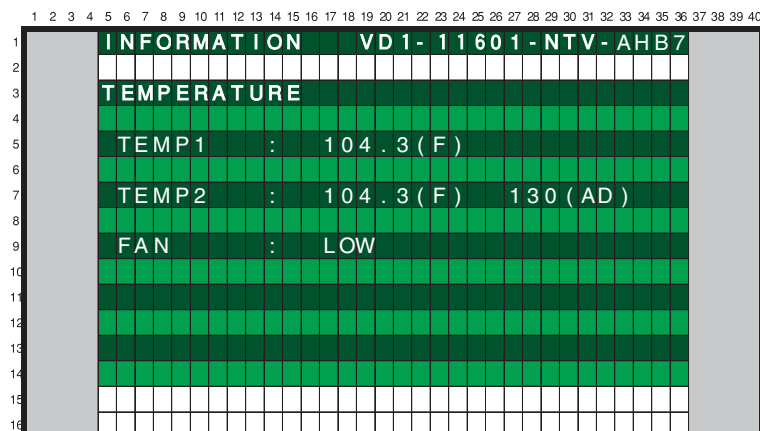 1 2 3 4 5 6 7 8 9 10 11 12 13 14 15 16 17 18 19 20 21 22 23 24 25 26 27 28 29 30 31 32 33 34 35 36 37 38 39 40
1 INFORMATION VD1-11601-NTV-AHB7
2
3 TEMPERATURE
4
5 TEMP1 : 104.3(F)
6
7 TEMP2 : 104.3(F) 130(AD)
8
9 FAN : LOW
10
11
12
13
14
15
16